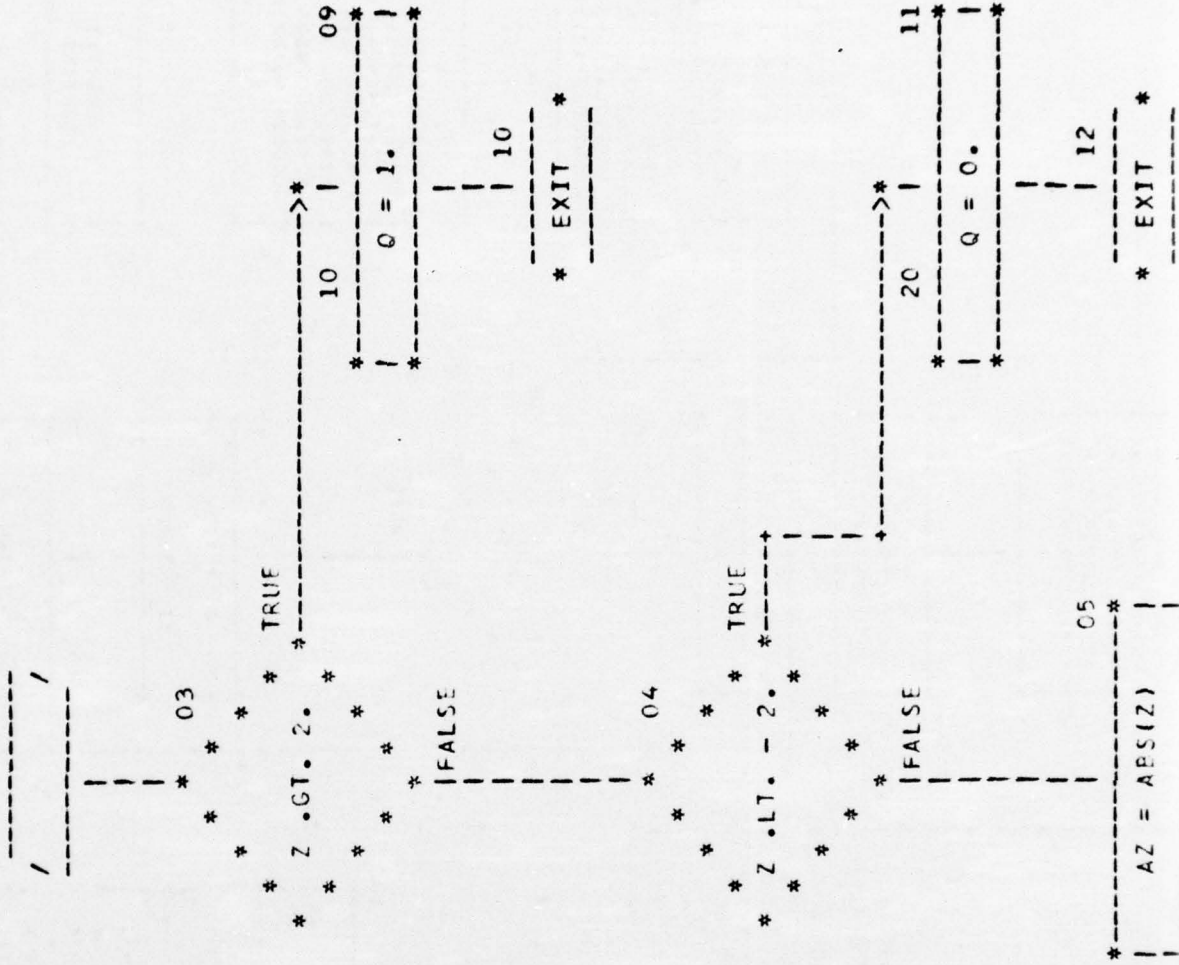 03
TRUE
Z .GT. 2.
10 09
Q = 1.
FALSE
10
EXIT
04
TRUE
Z .LT. - 2.
20 11
Q = 0.
FALSE
12
EXIT
05
AZ = ABS(Z)